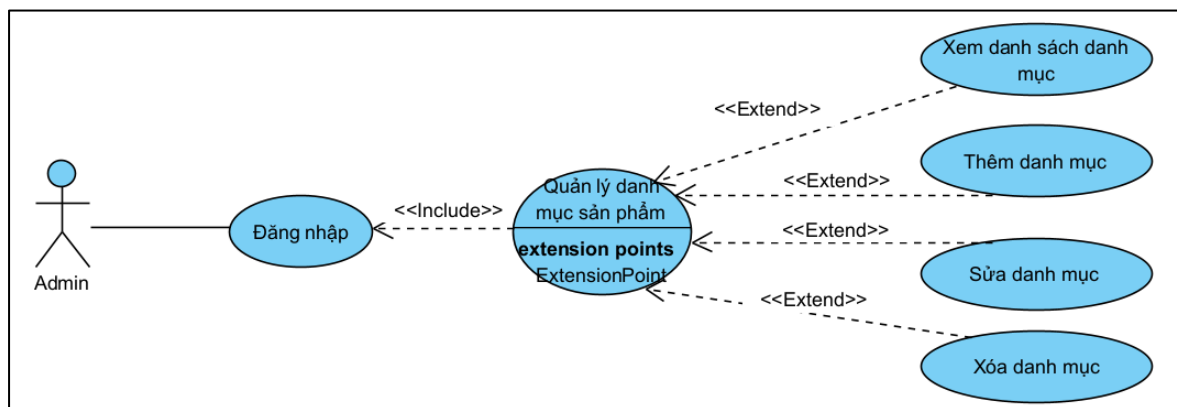 Xem danh sách danh
mục
<<Extend>>
Thêm danh mục
<<Extend>>
Quản lý danh
mục sản phẩm
<<Include>>
Đăng nhập
<<Extend>>
extension points
ExtensionPoint
Sửa danh mục
Admin
<<Extend>>
Xóa danh mục